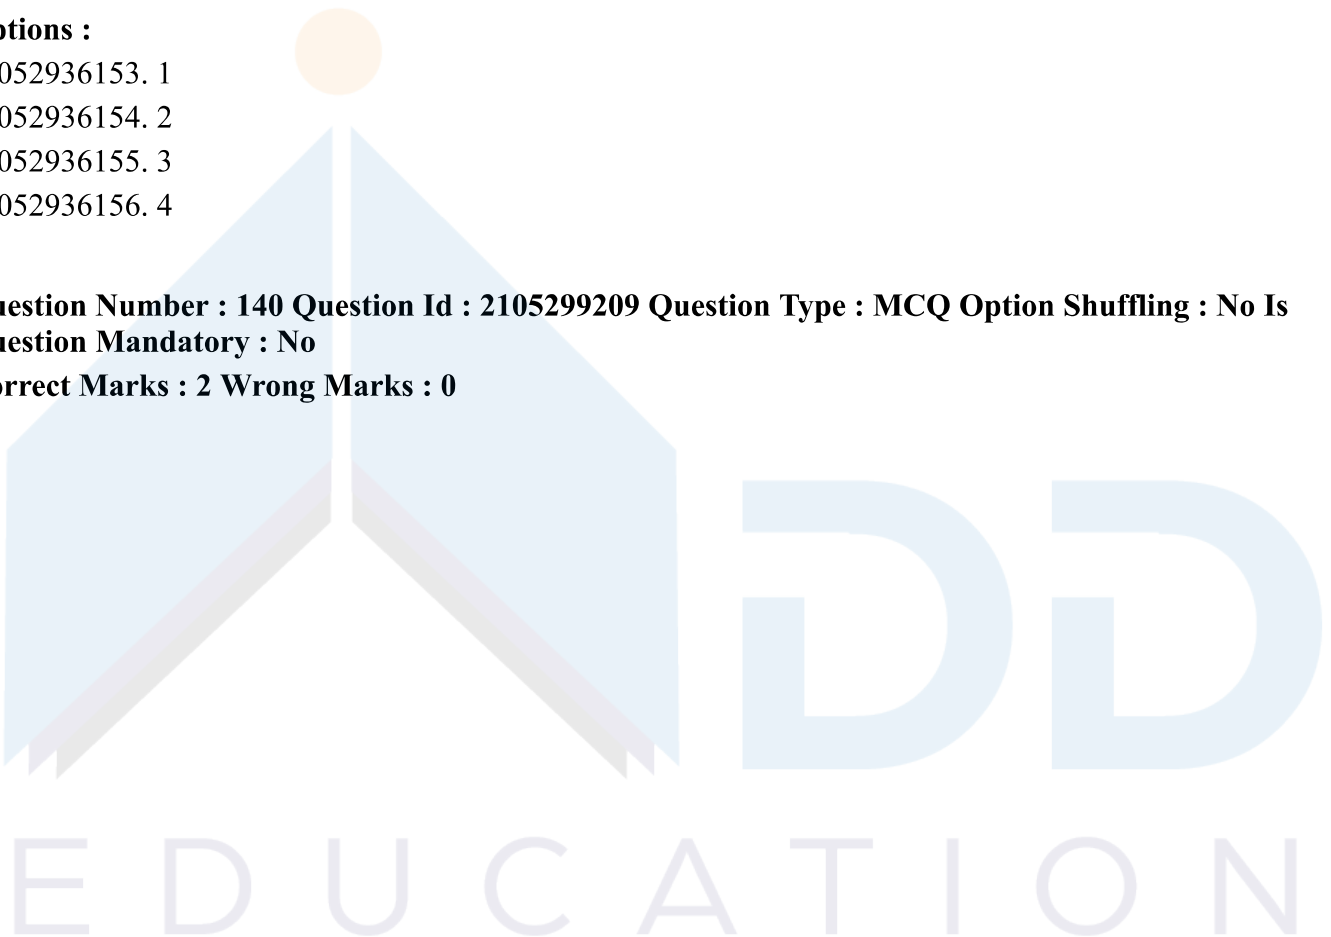 ptions :
052936153. 1
052936154. 2
052936155. 3
052936156. 4
uestion Number : 140 Question Id : 2105299209 Question Type : MCQ Option Shuffling : No Is
uestion Mandatory : No
orrect Marks : 2 Wrong Marks : 0
DD
EDUCATION